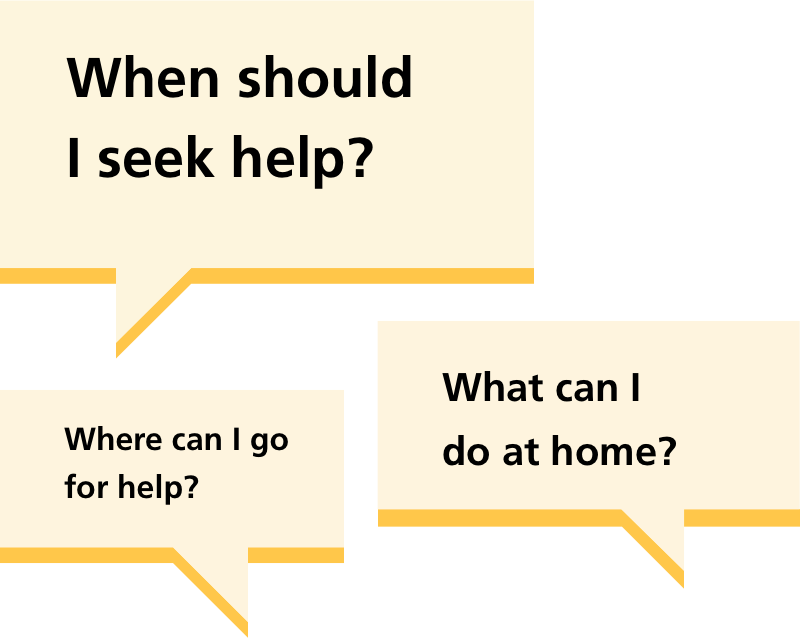 When should
I seek help?
What can I
do at home?
Where can I go
for help?